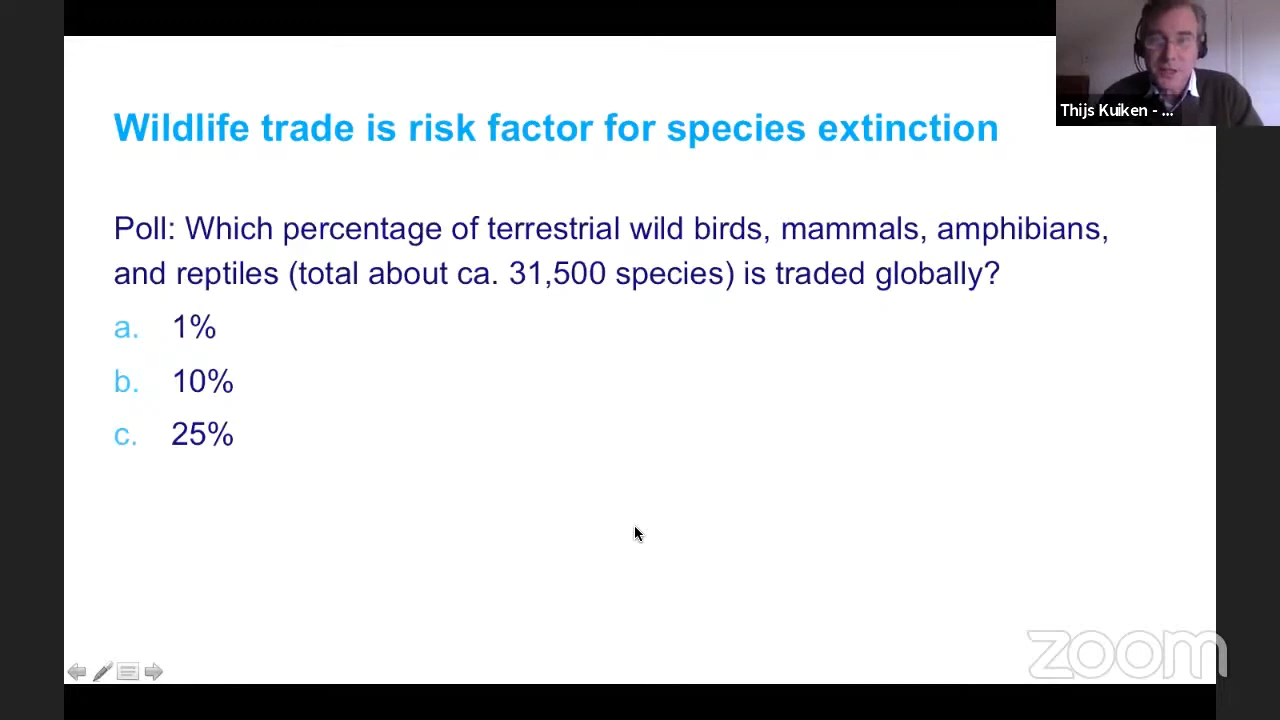 Wildlife trade is risk factor for species extinction
Thijs Kuiken - ...
Poll: Which percentage of terrestrial wild birds, mammals, amphibians,
and reptiles (total about ca. 31,500 species) is traded globally?
a. 1%
b. 10%
c. 25%
zoom